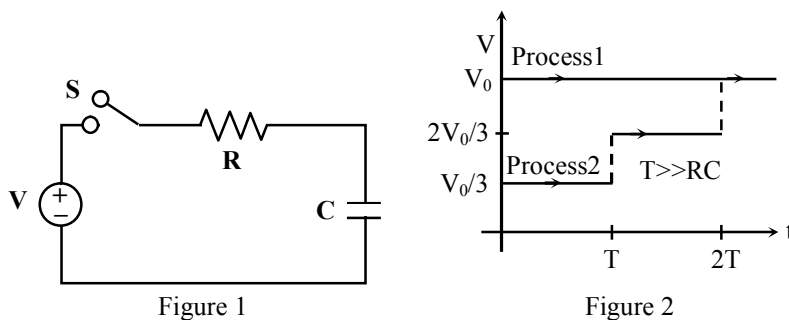 S
R
V
+
−
C
Figure 1
V
Process1
V₀
2V₀/3
Process2
T>>RC
V₀/3
t
T
2T
Figure 2